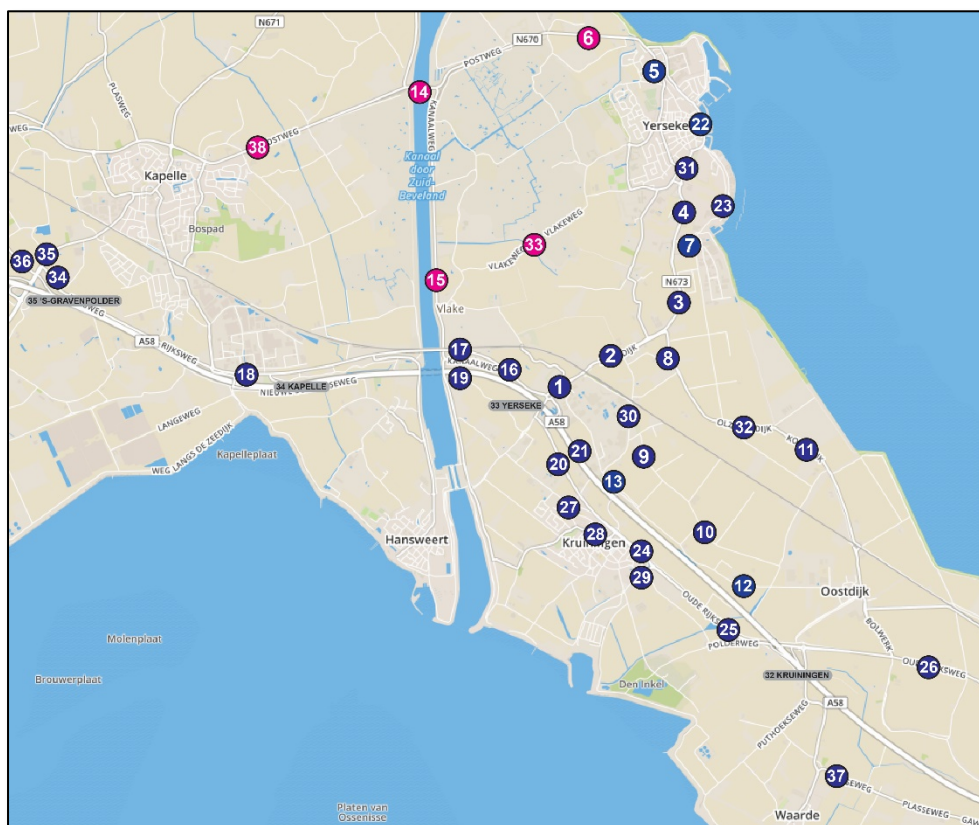 N671
6
N670
POSTWEG
5
PLASWEG
14
KANAALWEG
22
Yerseke
POSTWEG
38
Kanaal
door
Zuid-
Beveland
31
Kapelle
23
4
Bospad
VLAKEWEG
33
VLAKEWEG
7
35
36
34
15
N673
35 'S-GRAVENPOLDER
3
Vlake
A58
RIJKSWEG
17
KANAALWEG
2
DIJK
8
18
34 KAPELLE
19
16
1
33 YERSEKE
30
A58
LANGEWEG
32
WEG LANGS DE ZEEDIJK
Kapelleplaat
21
9
11
20
13
27
Hansweert
28
Kruiningen
10
24
29
12
Oostdijk
OUDE RIJKS
25
BOLWERK
Molenplaat
POLDERWEG
26
Brouwerplaat
Den Inkel
32 KRUININGEN
A58
PUTHOEKSEWEG
37
PLASSEWEG
Waarde
Platen van
Ossenisse